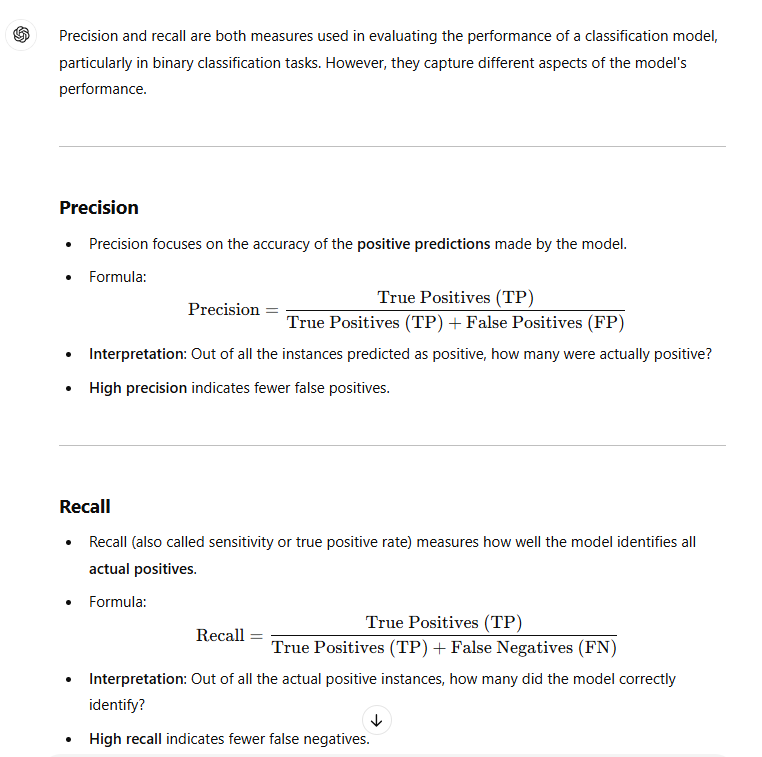 Precision and recall are both measures used in evaluating the performance of a classification model,
particularly in binary classification tasks. However, they capture different aspects of the model's
performance.
Precision
• Precision focuses on the accuracy of the positive predictions made by the model.
• Formula:
Precision = True Positives (TP) / True Positives (TP) + False Positives (FP)
• Interpretation: Out of all the instances predicted as positive, how many were actually positive?
• High precision indicates fewer false positives.
Recall
• Recall (also called sensitivity or true positive rate) measures how well the model identifies all
actual positives.
• Formula:
Recall = True Positives (TP) / True Positives (TP) + False Negatives (FN)
• Interpretation: Out of all the actual positive instances, how many did the model correctly
identify?
• High recall indicates fewer false negatives.